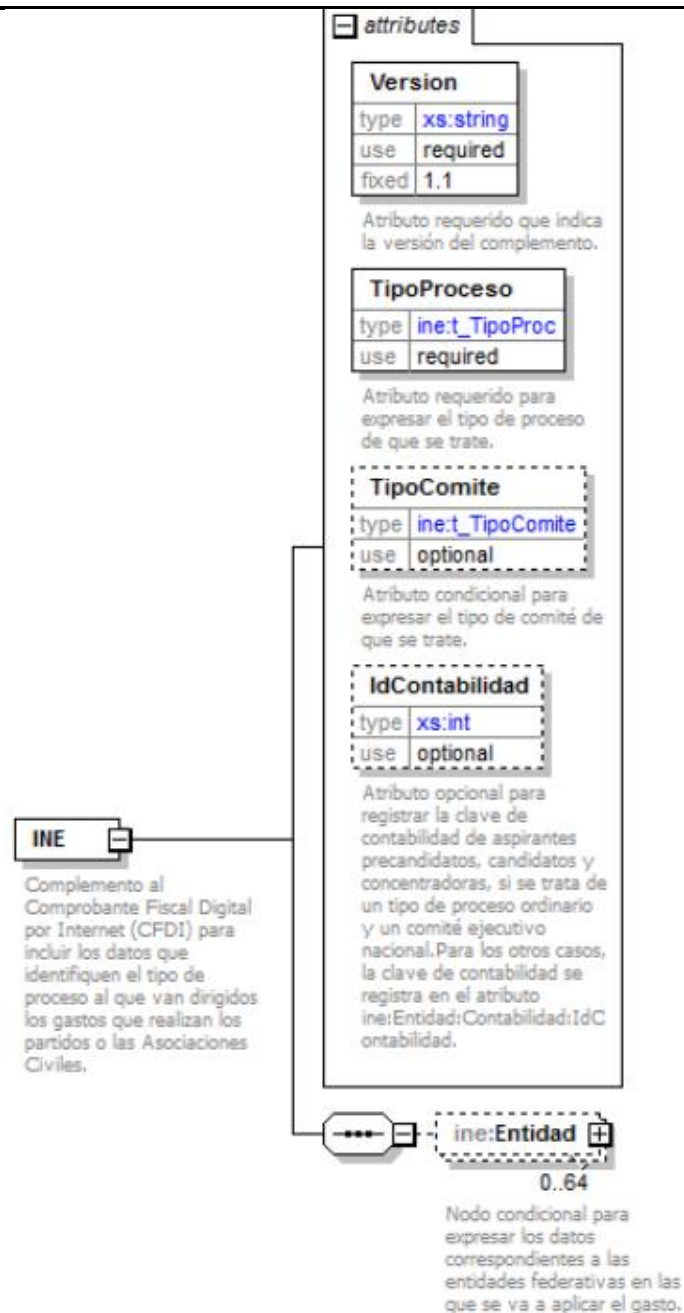 attributes
Version
type xs:string
use required
fixed 1.1
Atributo requerido que indica
la versión del complemento.
TipoProceso
type ine:t_TipoProc
use required
Atributo requerido para
expresar el tipo de proceso
de que se trate.
TipoComite
type ine:t_TipoComite
use optional
Atributo condicional para
expresar el tipo de comité de
que se trate.
IdContabilidad
type xs:int
use optional
Atributo opcional para
registrar la clave de
contabilidad de aspirantes
precandidatos, candidatos y
concentradoras, si se trata de
un tipo de proceso ordinario
y un comité ejecutivo
nacional.Para los otros casos,
la clave de contabilidad se
registra en el atributo
ine:Entidad:Contabilidad:IdC
ontabilidad.
INE
Complemento al
Comprobante Fiscal Digital
por Internet (CFDI) para
incluir los datos que
identifiquen el tipo de
proceso al que van dirigidos
los gastos que realizan los
partidos o las Asociaciones
Civiles.
ine:Entidad
0..64
Nodo condicional para
expresar los datos
correspondientes a las
entidades federativas en las
que se va a aplicar el gasto.